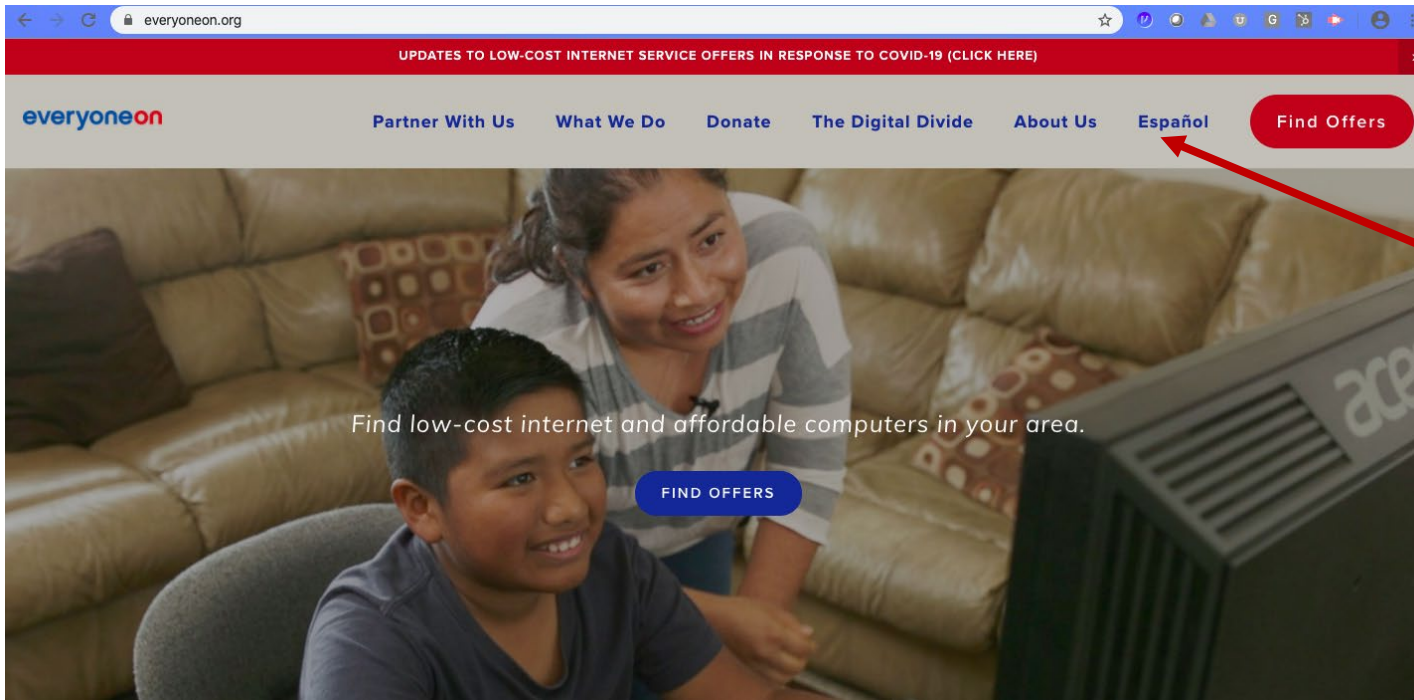 everyoneon.org
UPDATES TO LOW-COST INTERNET SERVICE OFFERS IN RESPONSE TO COVID-19 (CLICK HERE)
everyoneon Partner With Us What We Do Donate The Digital Divide About Us Español Find Offers
acer
Find low-cost internet and affordable computers in your area.
FIND OFFERS